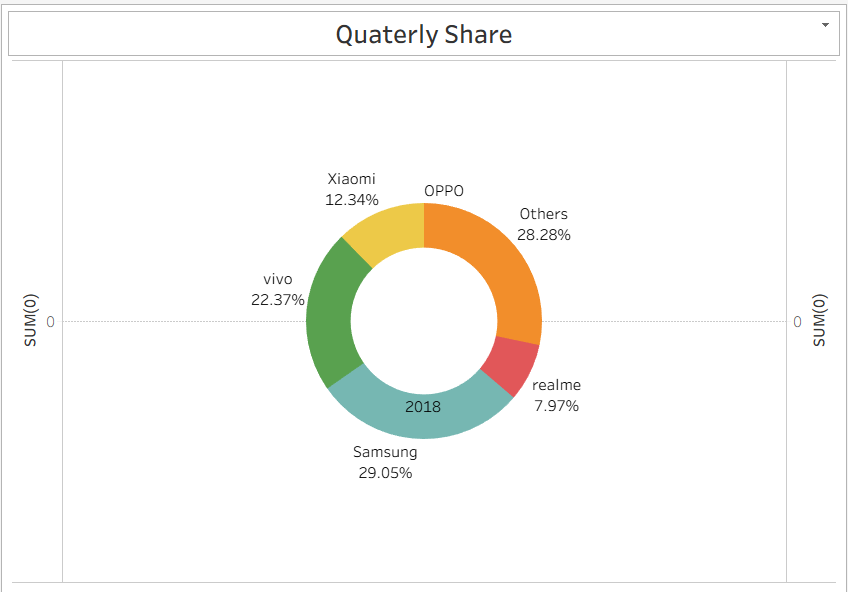 Quaterly Share
Xiaomi
12.34%
OPPO
Others
28.28%
vivo
22.37%
SUM(0)
0
0
SUM(0)
realme
7.97%
2018
Samsung
29.05%